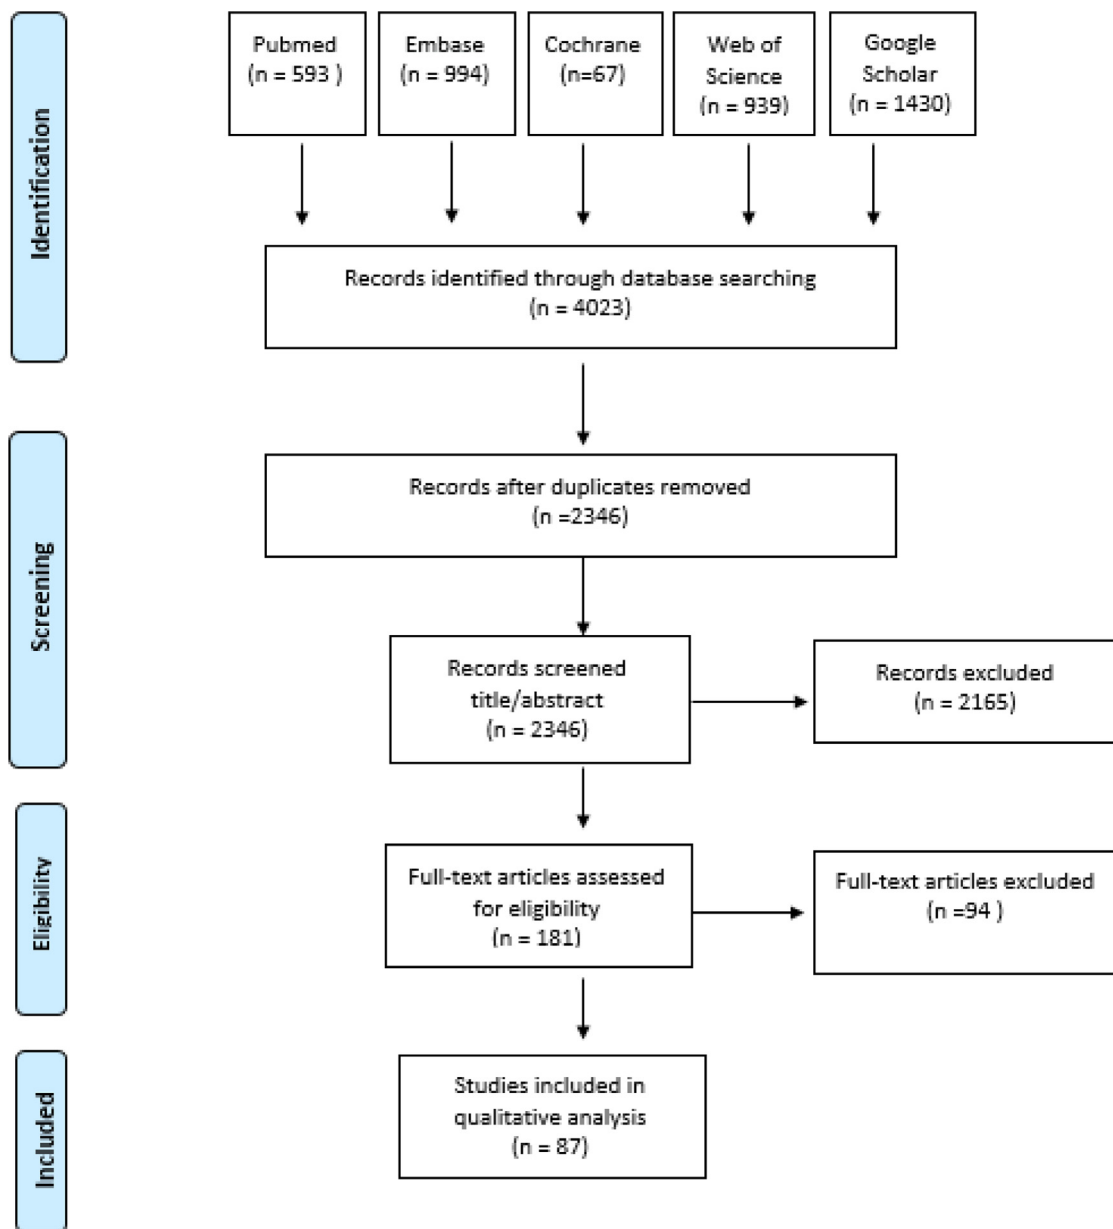 Identification
Pubmed
(n = 593 )
Embase
(n = 994)
Cochrane
(n=67)
Web of
Science
(n = 939)
Google
Scholar
(n = 1430)
Records identified through database searching
(n = 4023)
Screening
Records after duplicates removed
(n =2346)
Records screened
title/abstract
(n = 2346)
Records excluded
(n = 2165)
Eligibility
Full-text articles assessed
for eligibility
(n = 181)
Full-text articles excluded
(n =94 )
Included
Studies included in
qualitative analysis
(n = 87)